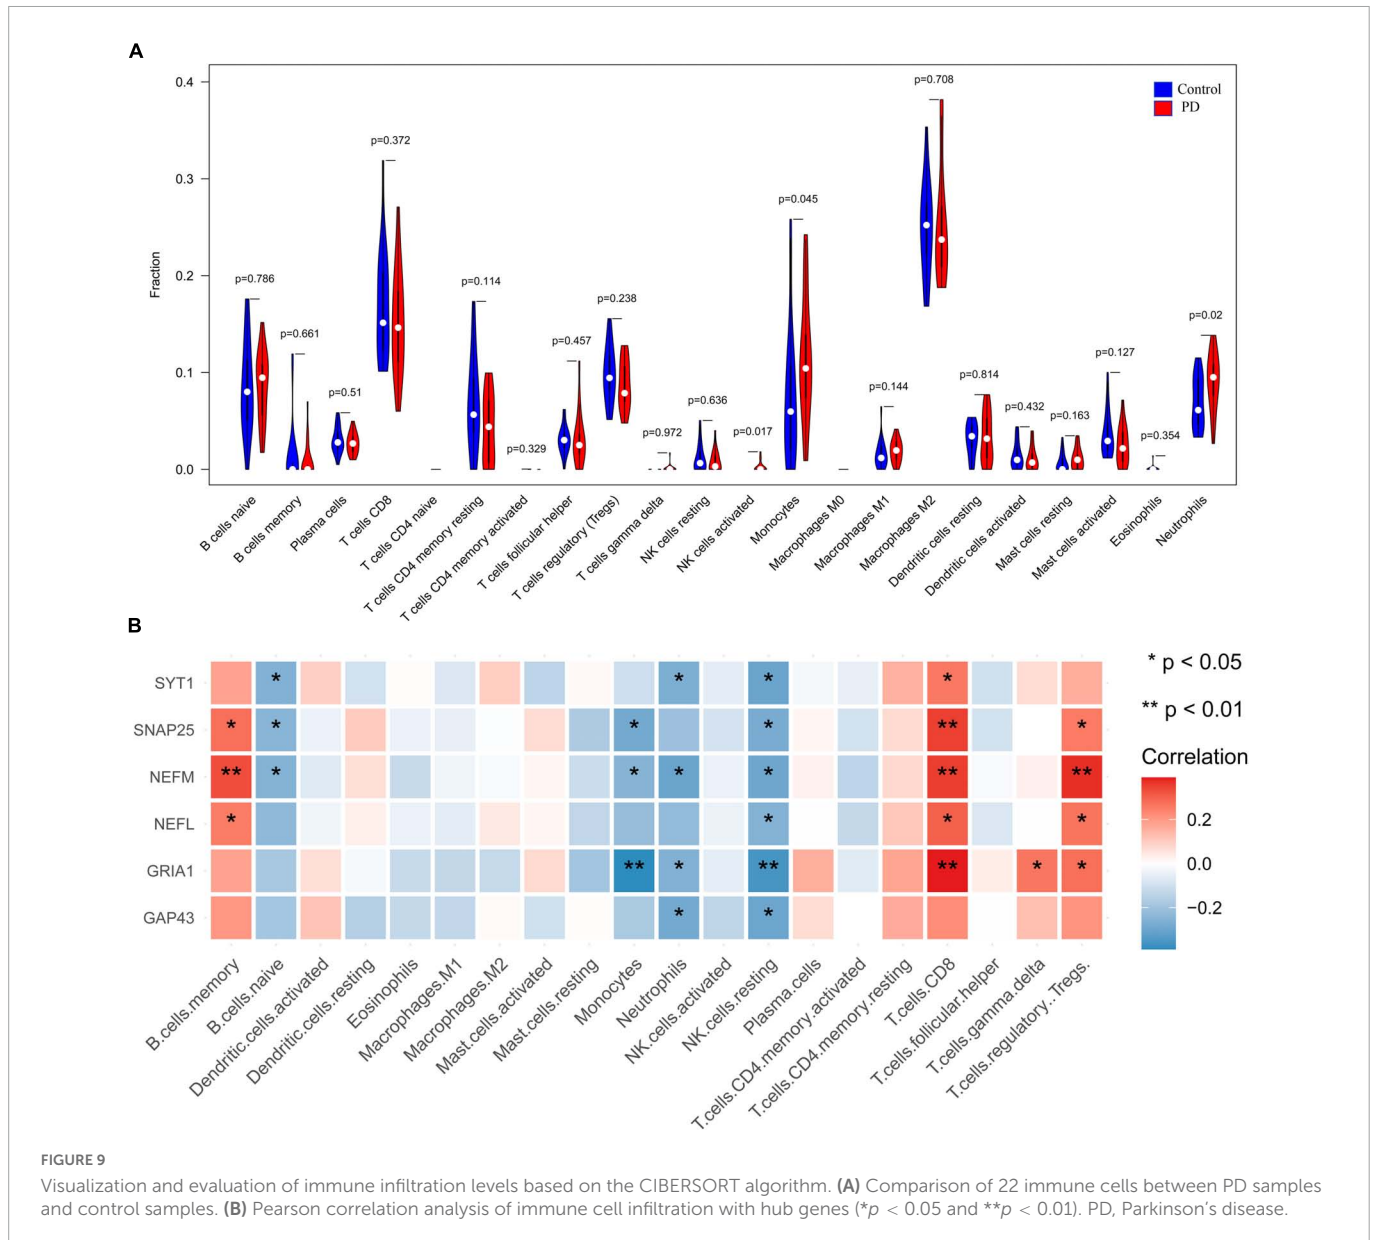 A
0.4
0.3
0.2
0.1
0.0
Fraction
p=0.786
p=0.661
p=0.51
p=0.372
p=0.114
p=0.329
p=0.457
p=0.238
p=0.972
p=0.636
p=0.017
p=0.045
p=0.144
p=0.708
p=0.814
p=0.432
p=0.163
p=0.127
p=0.354
p=0.02
Control
PD
B cells naive
B cells memory
Plasma cells
T cells CD8
T cells CD4 naive
T cells CD4 memory resting
T cells CD4 memory activated
T cells follicular helper
T cells regulatory (Tregs)
T cells gamma delta
NK cells resting
NK cells activated
Monocytes
Macrophages M0
Macrophages M1
Macrophages M2
Dendritic cells resting
Dendritic cells activated
Mast cells resting
Mast cells activated
Eosinophils
Neutrophils
B
SYT1 * * * *
SNAP25 * * * * ** *
NEFM ** * * * * ** **
NEFL * * * *
GRIA1 ** * ** ** * *
GAP43 * *
B.cells.memory
B.cells.naive
Dendritic.cells.activated
Dendritic.cells.resting
Eosinophils
Macrophages.M1
Macrophages.M2
Mast.cells.activated
Mast.cells.resting
Monocytes
Neutrophils
NK.cells.activated
NK.cells.resting
Plasma.cells
T.cells.CD4.memory.activated
T.cells.CD4.memory.resting
T.cells.CD8
T.cells.follicular.helper
T.cells.gamma.delta
T.cells.regulatory..Tregs.
* p < 0.05
** p < 0.01
Correlation
0.2
0.0
−0.2
FIGURE 9
Visualization and evaluation of immune infiltration levels based on the CIBERSORT algorithm. (A) Comparison of 22 immune cells between PD samples
and control samples. (B) Pearson correlation analysis of immune cell infiltration with hub genes (*p < 0.05 and **p < 0.01). PD, Parkinson's disease.